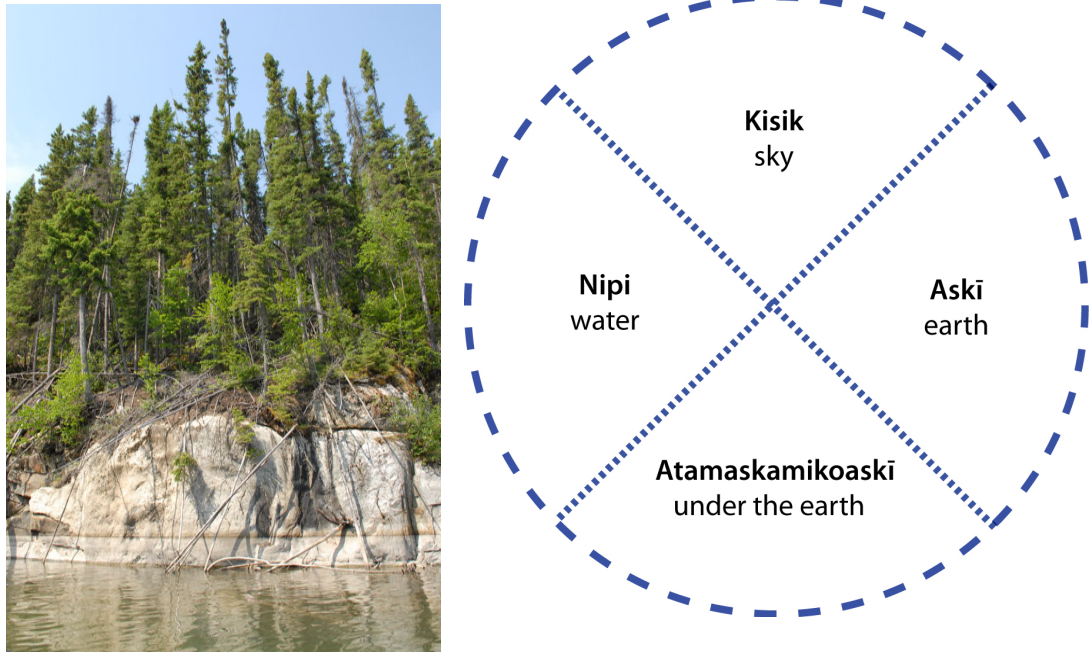 Kisik
sky
Nipi
water
Askī
earth
Atamaskamikoaskī
under the earth